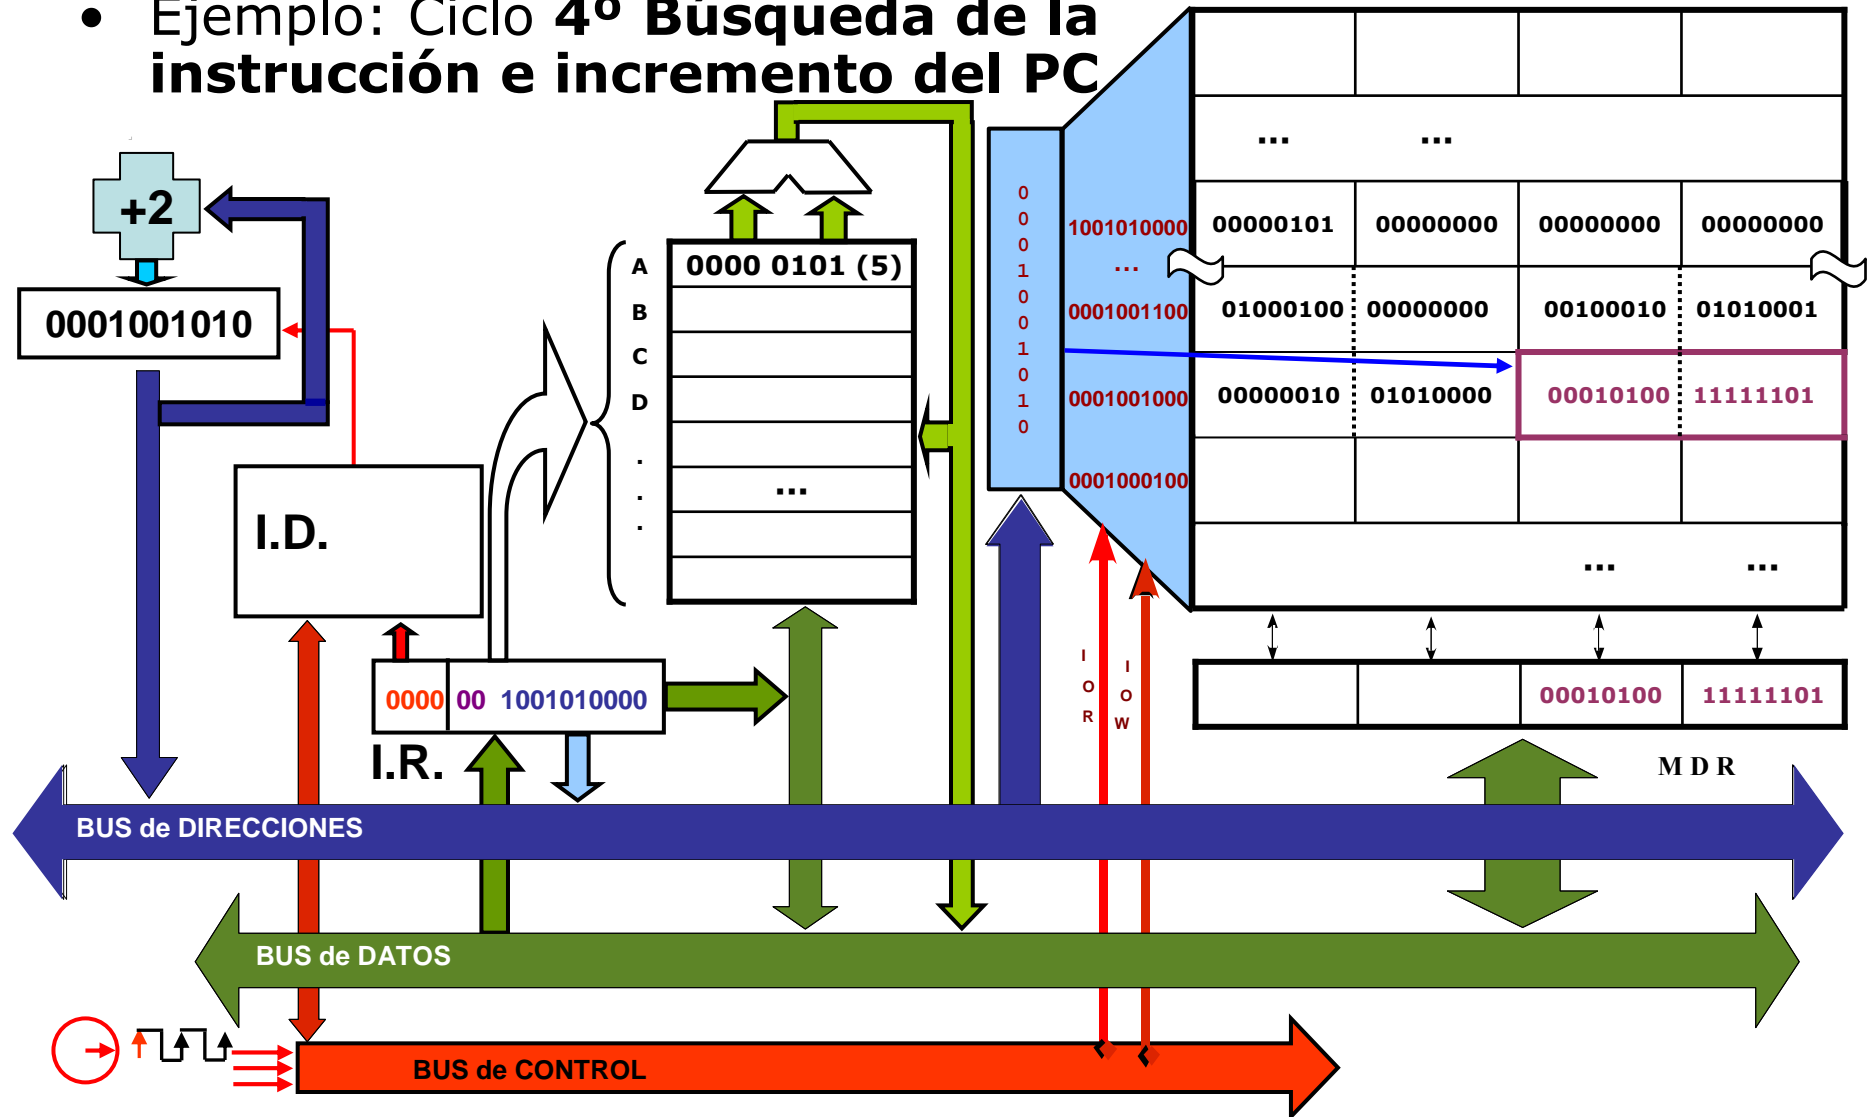 • Ejemplo: Ciclo 4º Búsqueda de la
instrucción e incremento del PC
+2
0001001010
I.D.
0000 00 1001010000
I.R.
A 0000 0101 (5)
B
C
D
.
. ...
.
0
0
0
1
0
0
1
0
1
0
1001010000
...
0001001100
0001001000
0001000100
... ...
00000101 00000000 00000000 00000000
01000100 00000000 00100010 01010001
00000010 01010000 00010100 11111101
... ...
I
O
R
I
O
W
00010100 11111101
M D R
BUS de DIRECCIONES
BUS de DATOS
BUS de CONTROL